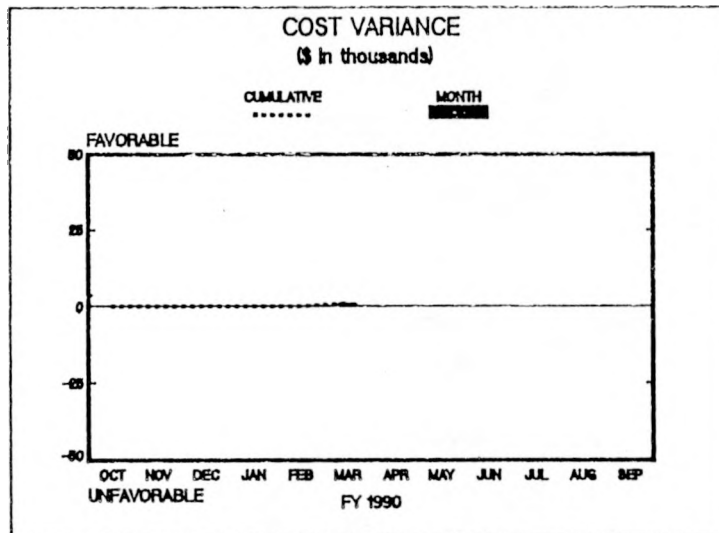 COST VARIANCE
($ in thousands)
CUMULATIVE MONTH
FAVORABLE
50
25
0
-25
-50
OCT NOV DEC JAN FEB MAR APR MAY JUN JUL AUG SEP
UNFAVORABLE FY 1990